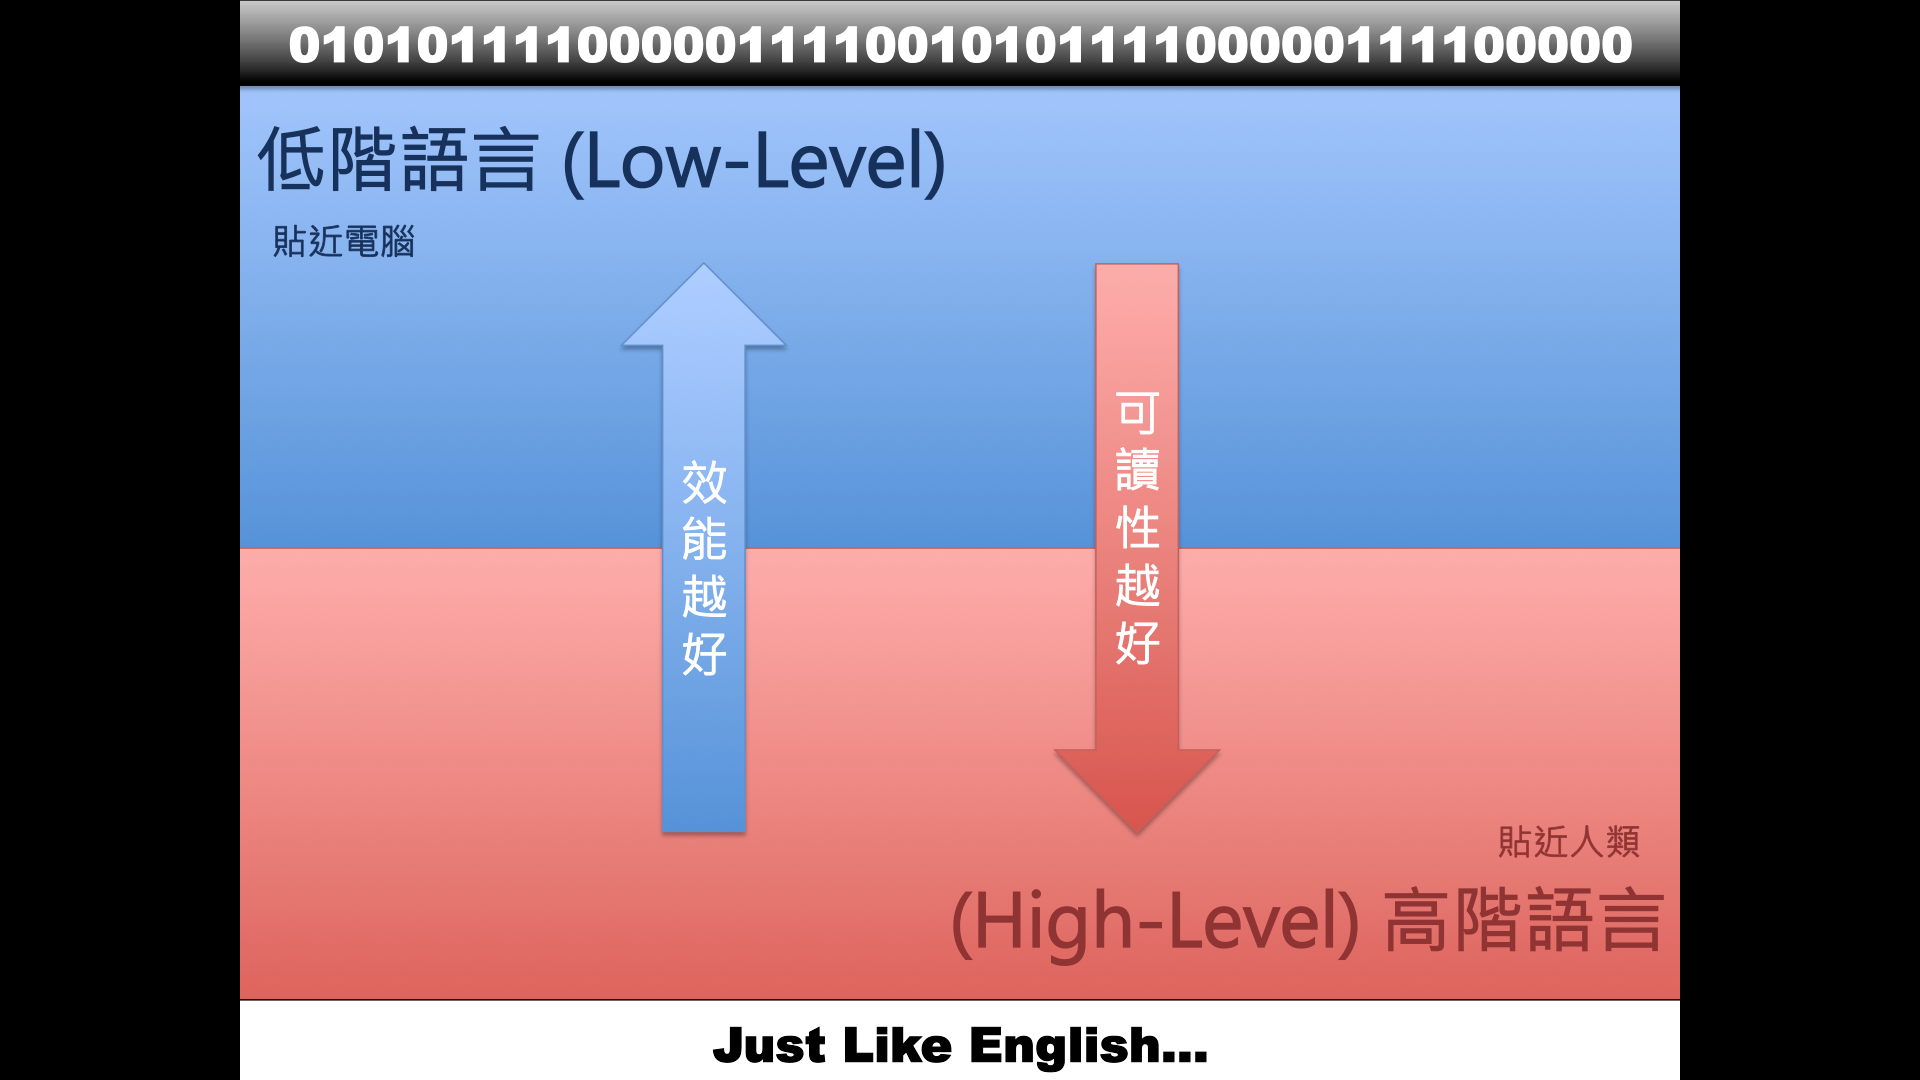 010101111000001111001010111100000111100000
低階語言 (Low-Level)
貼近電腦
效能越好
可讀性越好
貼近人類
(High-Level) 高階語言
Just Like English...